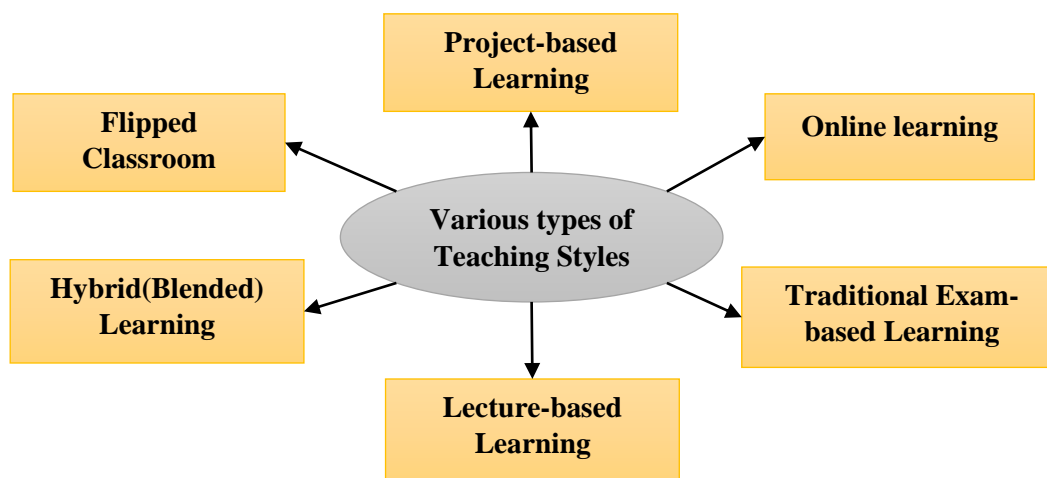 Project-based
Learning
Flipped
Classroom
Online learning
Various types of
Teaching Styles
Hybrid(Blended)
Learning
Traditional Exam-
based Learning
Lecture-based
Learning